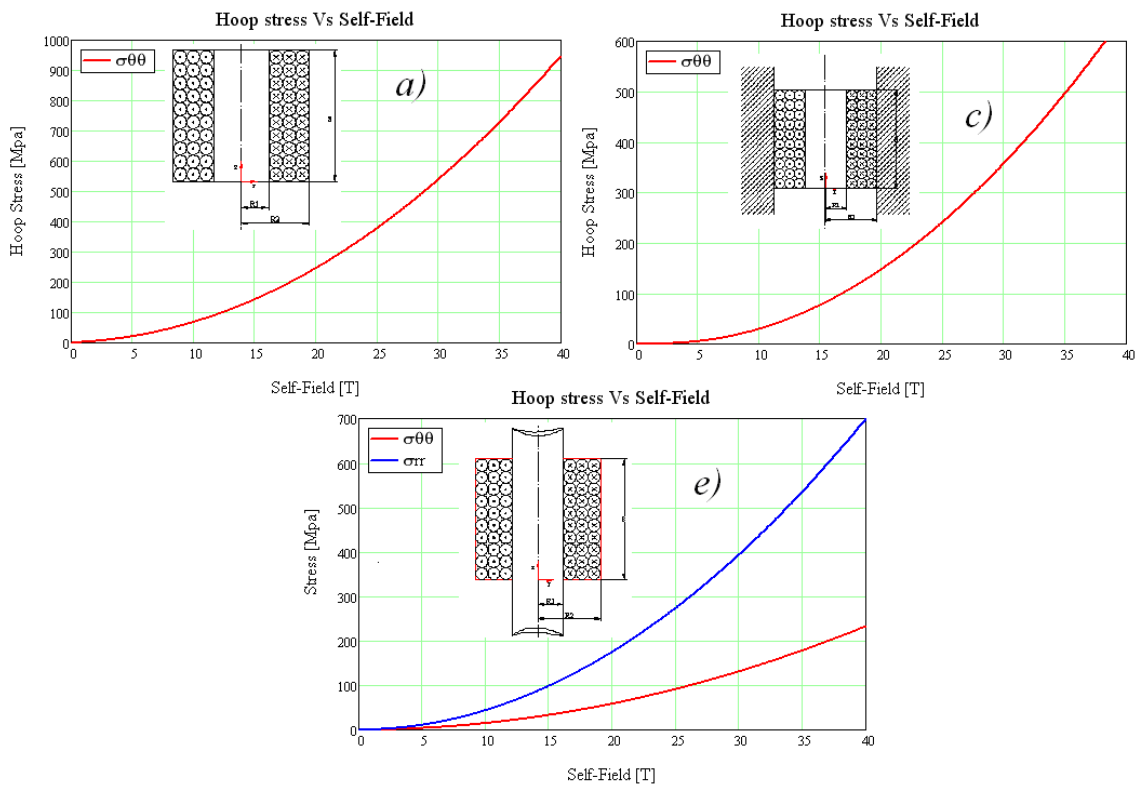 Hoop stress Vs Self-Field
σθθ
a)
Hoop Stress [Mpa]
1000
900
800
700
600
500
400
300
200
100
0
0 5 10 15 20 25 30 35 40
R1
R2
Self-Field [T]
Hoop stress Vs Self-Field
σθθ
c)
Hoop Stress [Mpa]
600
500
400
300
200
100
0
0 5 10 15 20 25 30 35 40
Self-Field [T]
Hoop stress Vs Self-Field
σθθ
σrr
e)
Stress [Mpa]
700
600
500
400
300
200
100
0
R1
R2
0 5 10 15 20 25 30 35 40
Self-Field [T]